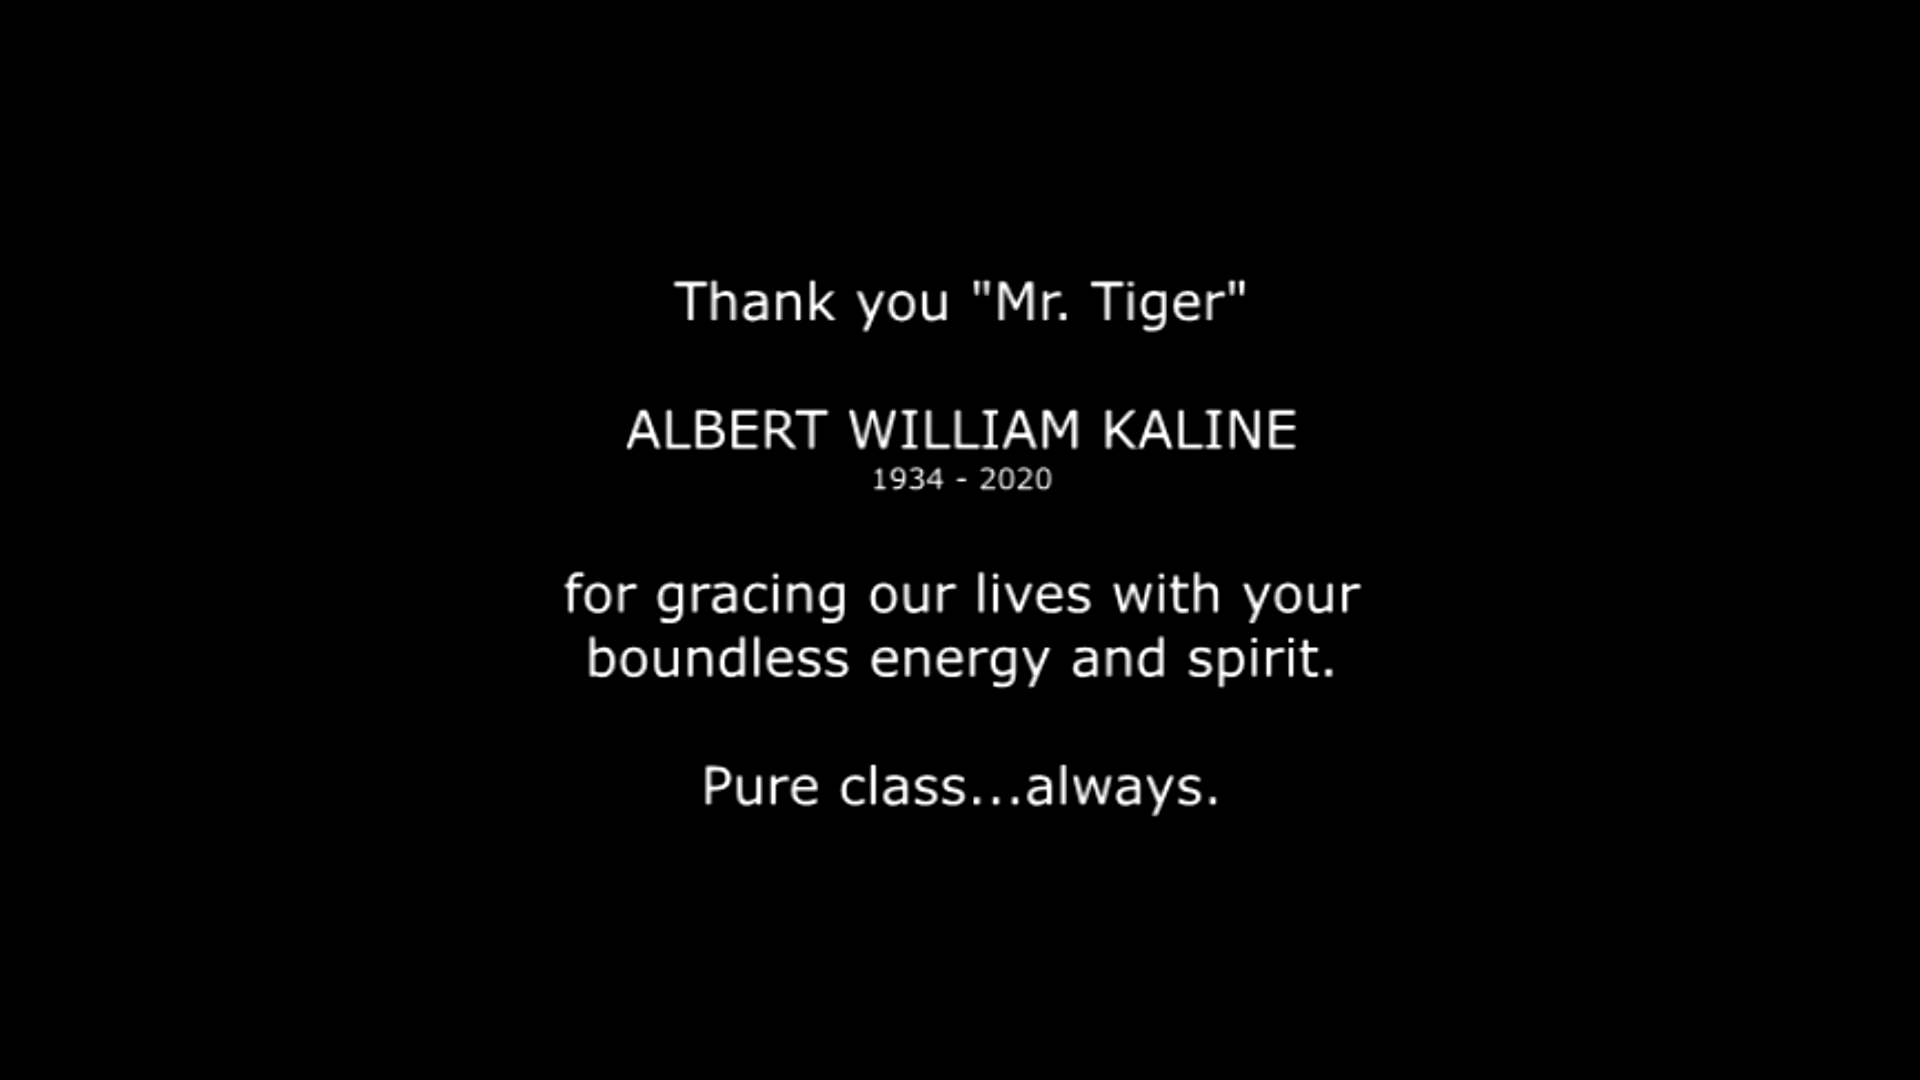 Thank you "Mr. Tiger"
ALBERT WILLIAM KALINE
1934 - 2020
for gracing our lives with your
boundless energy and spirit.
Pure class...always.